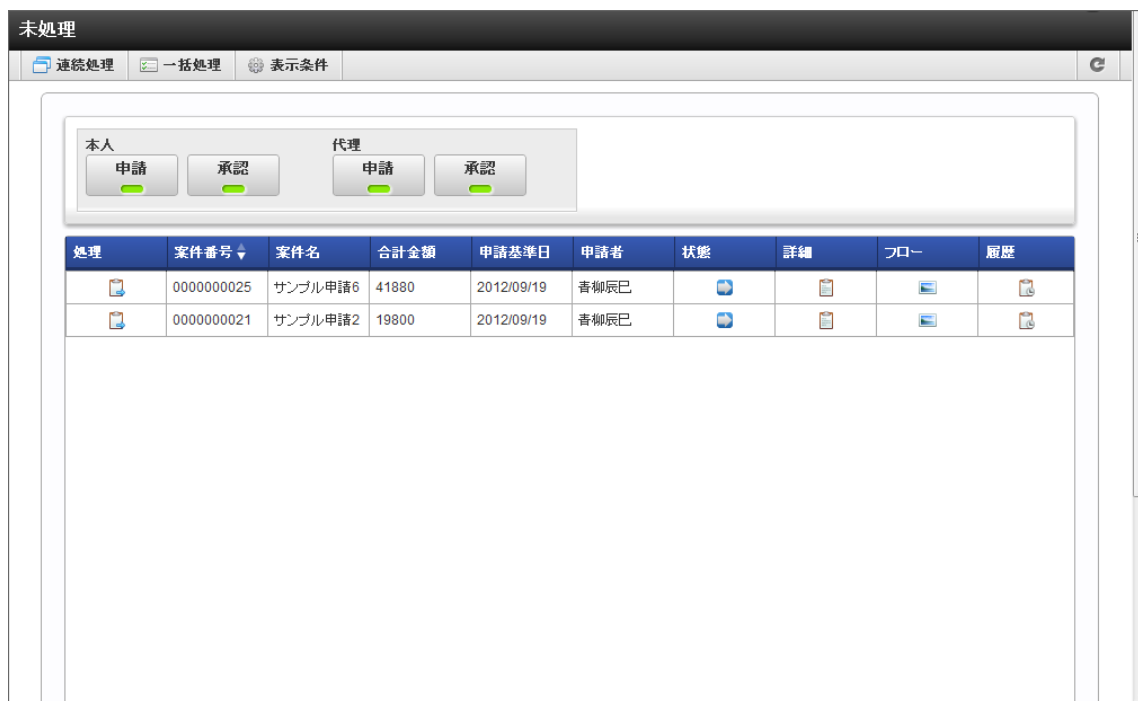 未処理
連続処理 一括処理 表示条件
本人 代理
申請 承認 申請 承認
処理 案件番号 案件名 合計金額 申請基準日 申請者 状態 詳細 フロー 履歴
0000000025 サンプル申請6 41880 2012/09/19 青柳辰巳
0000000021 サンプル申請2 19800 2012/09/19 青柳辰巳